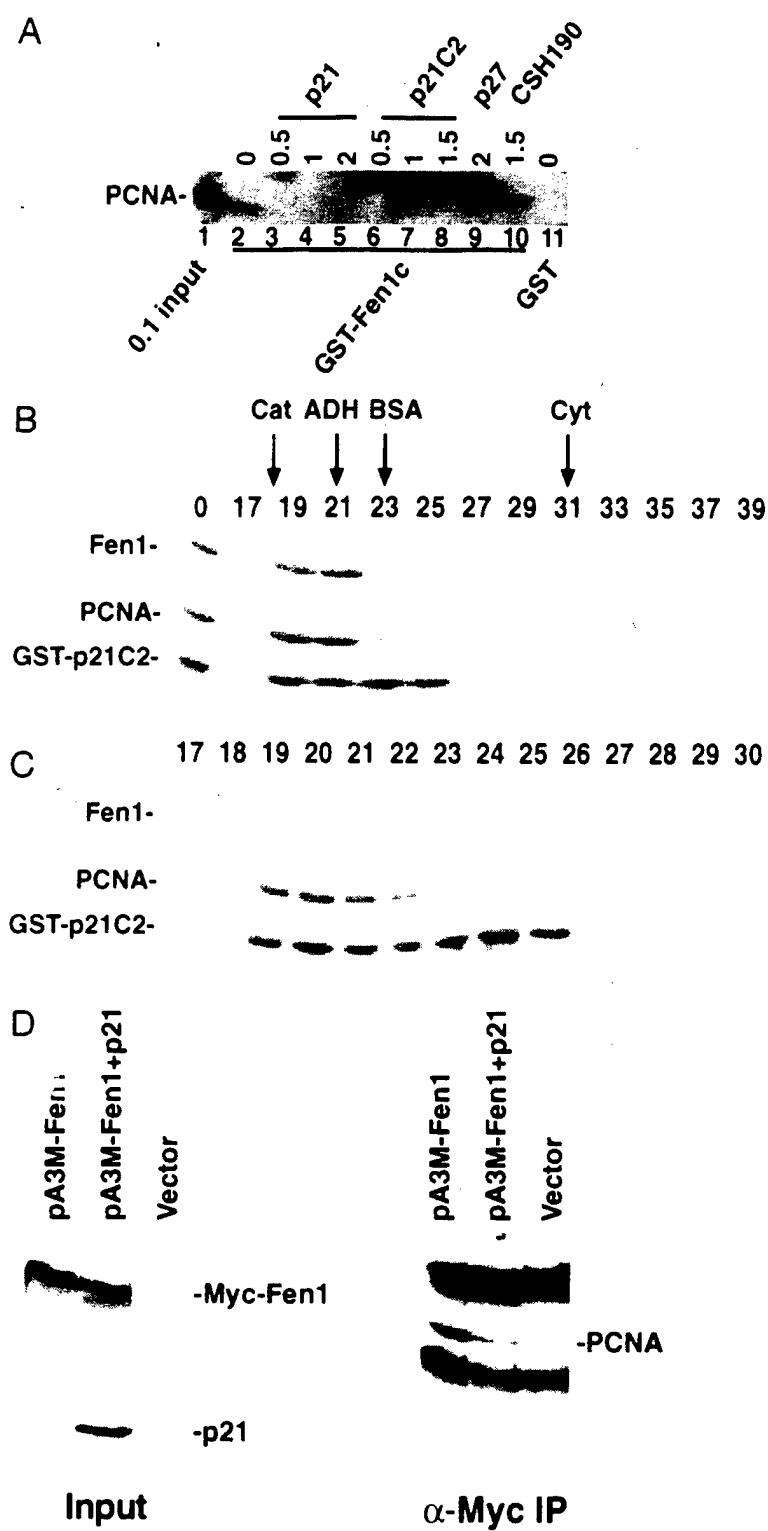 A
p21 p21C2 p27 CSH190
0 0.5 1 2 0.5 1 1.5 2 1.5 0
PCNA-
1 2 3 4 5 6 7 8 9 10 11
0.1 input GST-Fen1c GST
B
Cat ADH BSA Cyt
0 17 19 21 23 25 27 29 31 33 35 37 39
Fen1-
PCNA-
GST-p21C2-
C
17 18 19 20 21 22 23 24 25 26 27 28 29 30
Fen1-
PCNA-
GST-p21C2-
D
pA3M-Fen1 pA3M-Fen1+p21 Vector pA3M-Fen1 pA3M-Fen1+p21 Vector
-Myc-Fen1
-PCNA
-p21
Input α-Myc IP